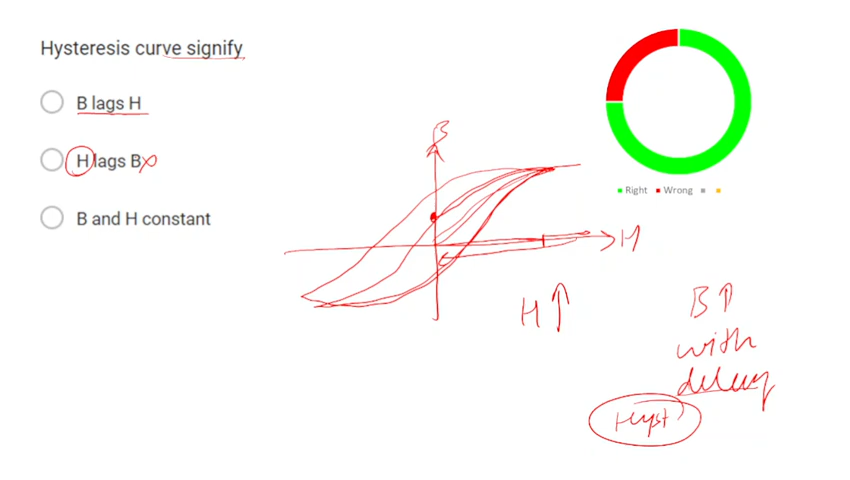 Hysteresis curve signify
B lags H
H lags B
B and H constant
Right Wrong
B
H
H↑
B↑
with
delay
Hyst